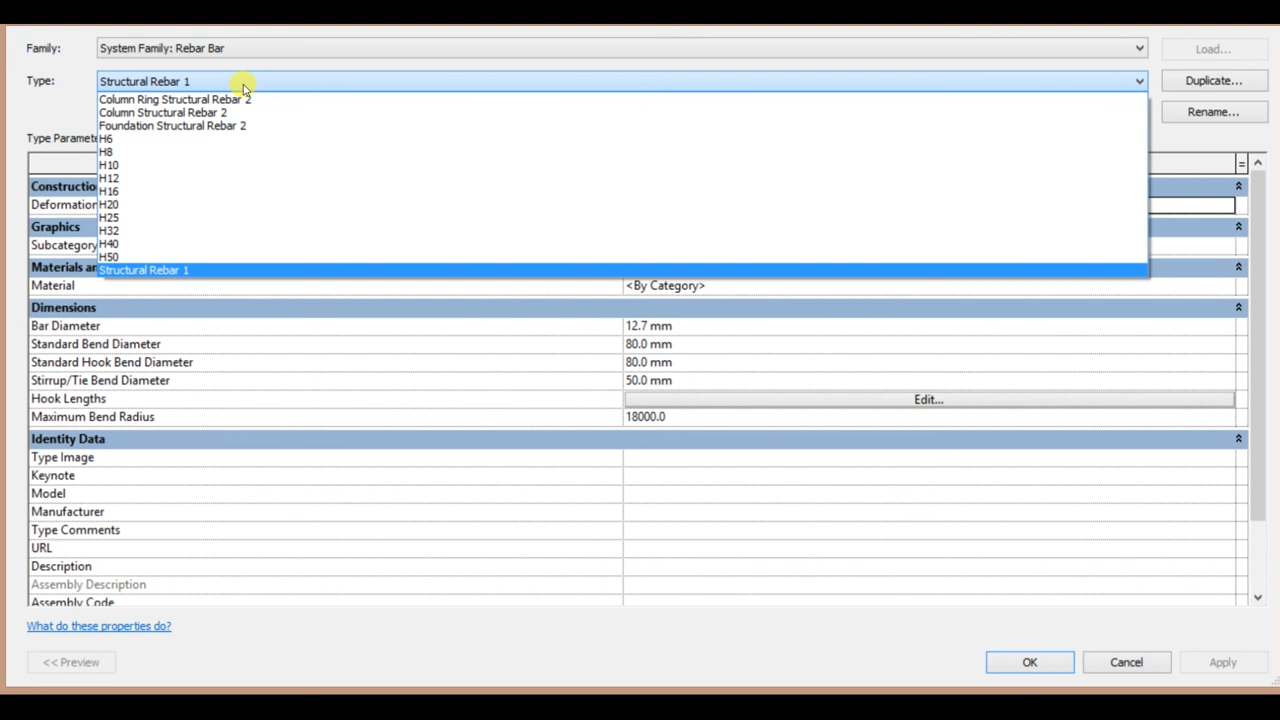 Family: System Family: Rebar Bar Load...
Type: Structural Rebar 1 Duplicate...
Column Ring Structural Rebar 2
Column Structural Rebar 2 Rename...
Foundation Structural Rebar 2
Type Paramet
H6
H8
H10 =
H12
Constructio
H16
Deformation H20
H25
Graphics
H32
Subcategory H40
H50
Materials an Structural Rebar 1
Material <By Category>
Dimensions
Bar Diameter 12.7 mm
Standard Bend Diameter 80.0 mm
Standard Hook Bend Diameter 80.0 mm
Stirrup/Tie Bend Diameter 50.0 mm
Hook Lengths Edit...
Maximum Bend Radius 18000.0
Identity Data
Type Image
Keynote
Model
Manufacturer
Type Comments
URL
Description
Assembly Description
Assembly Code
What do these properties do?
<< Preview OK Cancel Apply